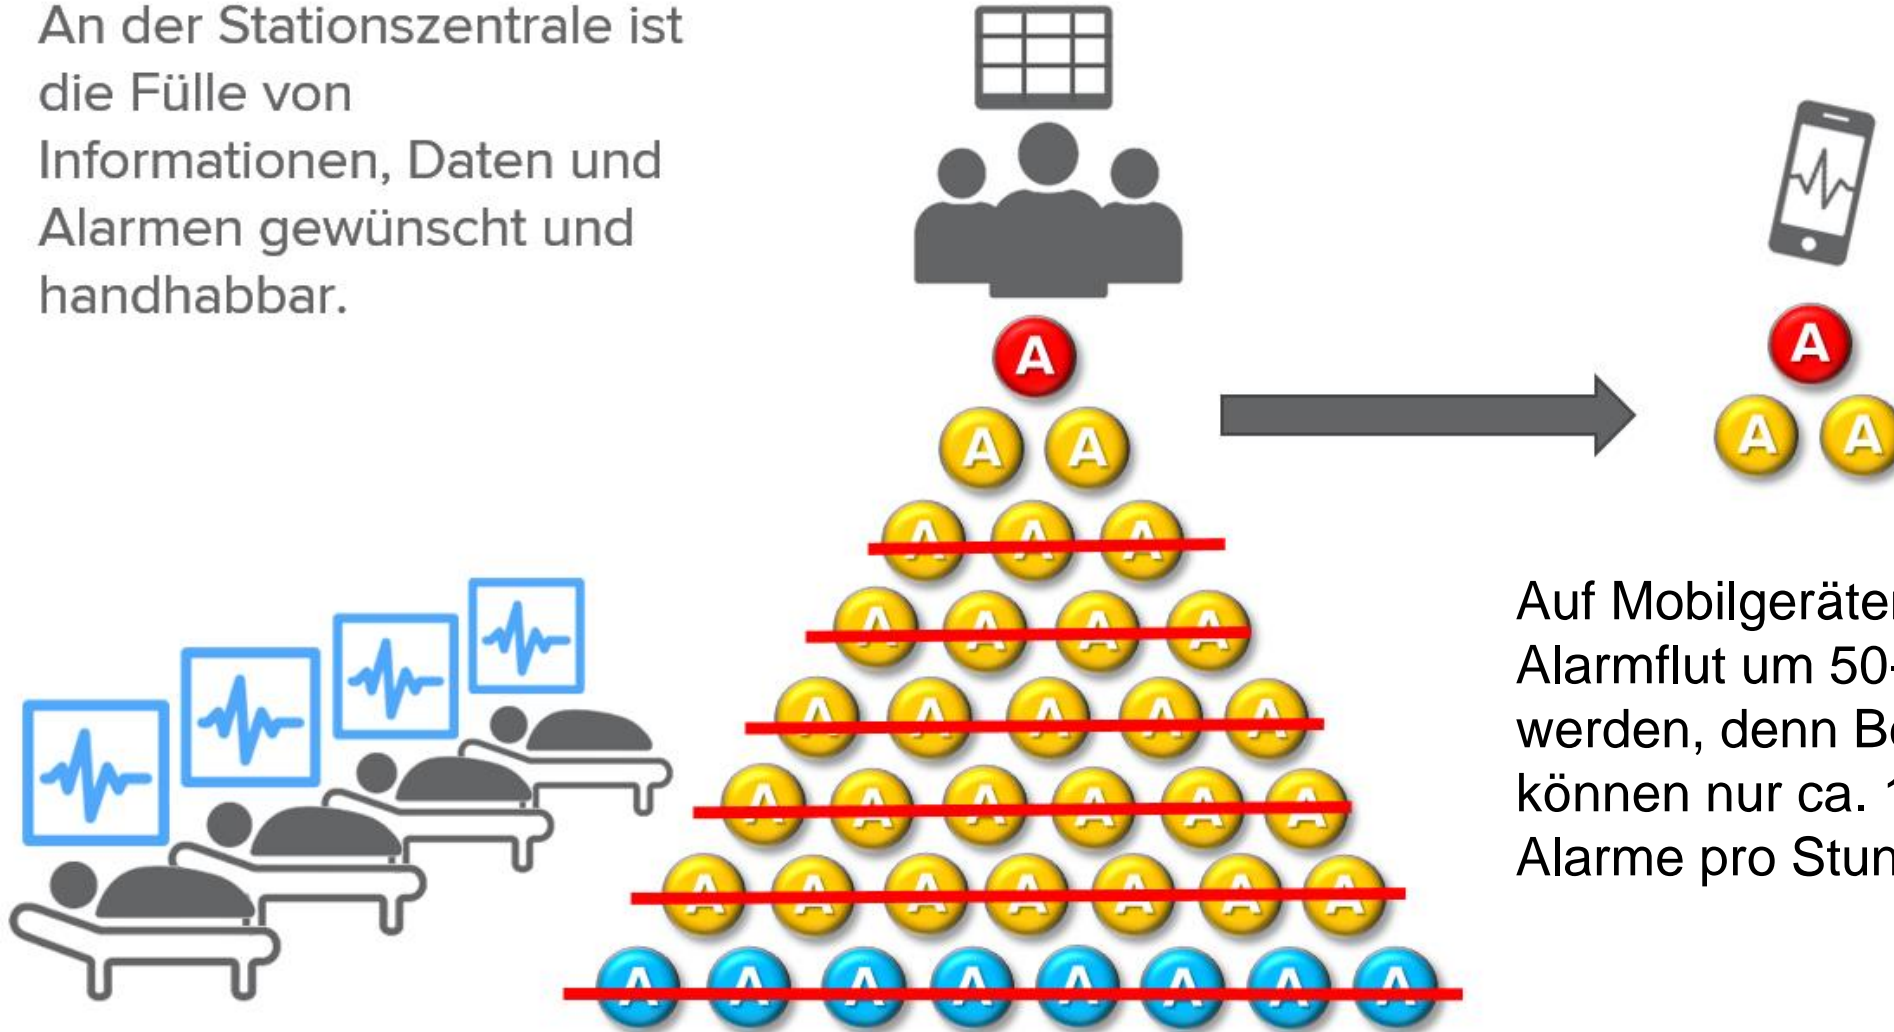 An der Stationszentrale ist
die Fülle von
Informationen, Daten und
Alarmen gewünscht und
handhabbar.
A
A A
A A A
A A A A
A A A A A
A A A A A A
A A A A A A A
A A A A A A A A
A
A A
Auf Mobilgeräten
Alarmflut um 50-
werden, denn
können nur ca.
Alarme pro